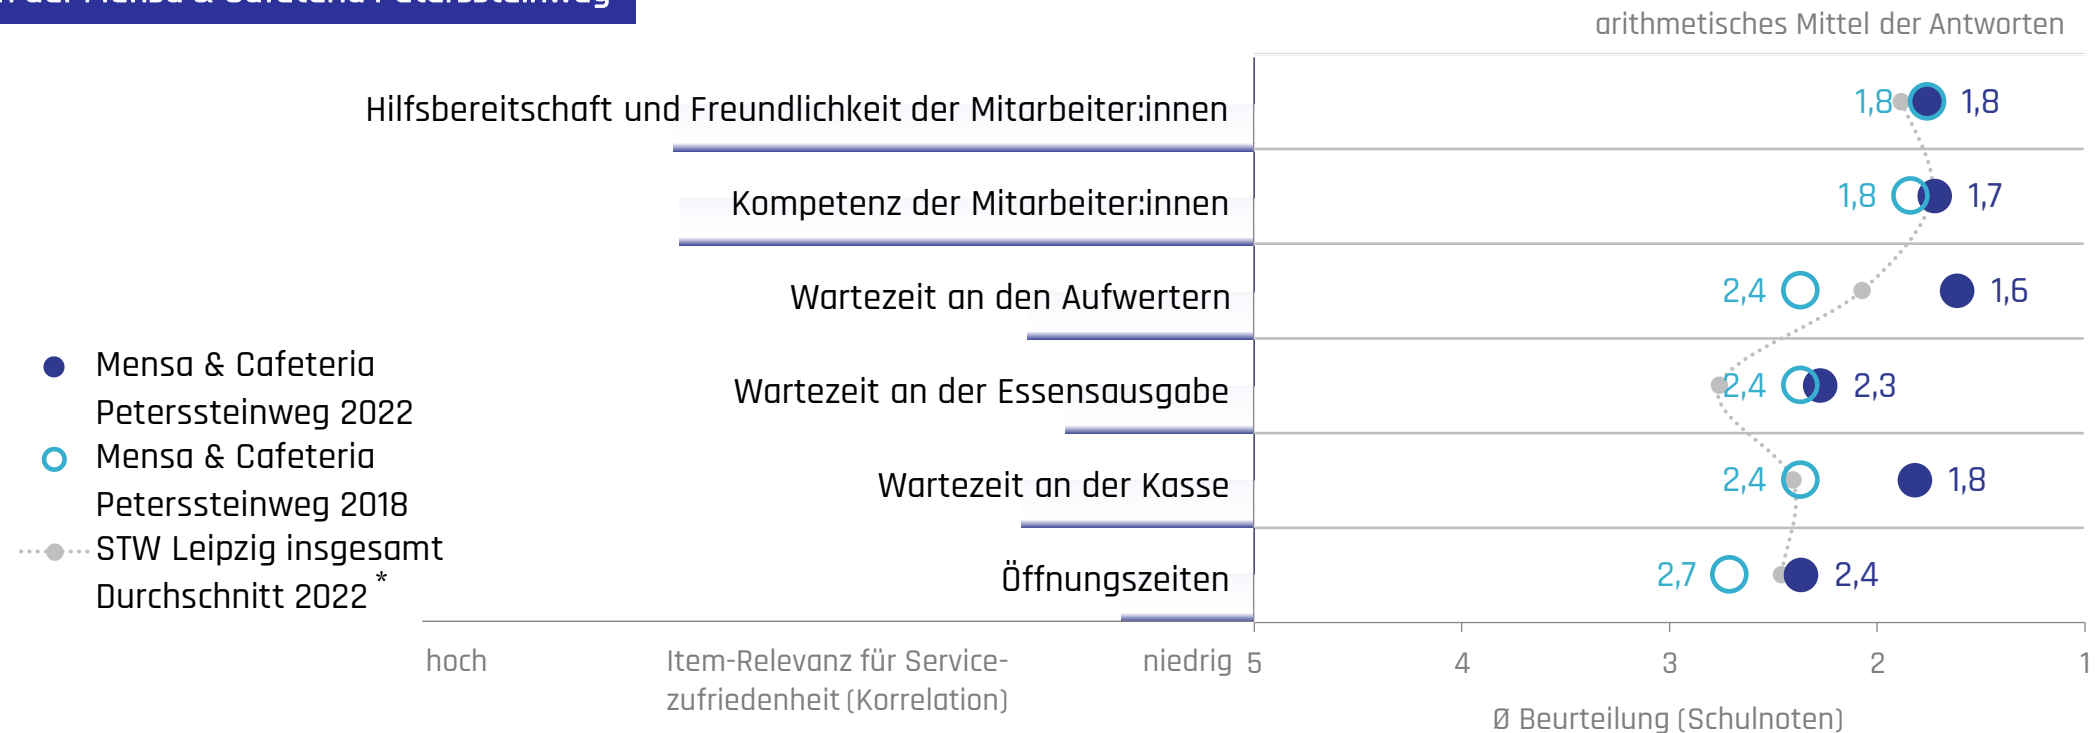 der Mensa & Cafeteria Peterssteinweg
arithmetisches Mittel der Antworten
Hilfsbereitschaft und Freundlichkeit der Mitarbeiter:innen
1,8 1,8
Kompetenz der Mitarbeiter:innen
1,8 1,7
Wartezeit an den Aufwertern
2,4 1,6
Wartezeit an der Essensausgabe
2,4 2,3
Wartezeit an der Kasse
2,4 1,8
Öffnungszeiten
2,7 2,4
Mensa & Cafeteria
Peterssteinweg 2022
Mensa & Cafeteria
Peterssteinweg 2018
STW Leipzig insgesamt
Durchschnitt 2022 *
hoch
Item-Relevanz für Service-
zufriedenheit (Korrelation)
niedrig
5 4 3 2 1
Ø Beurteilung (Schulnoten)